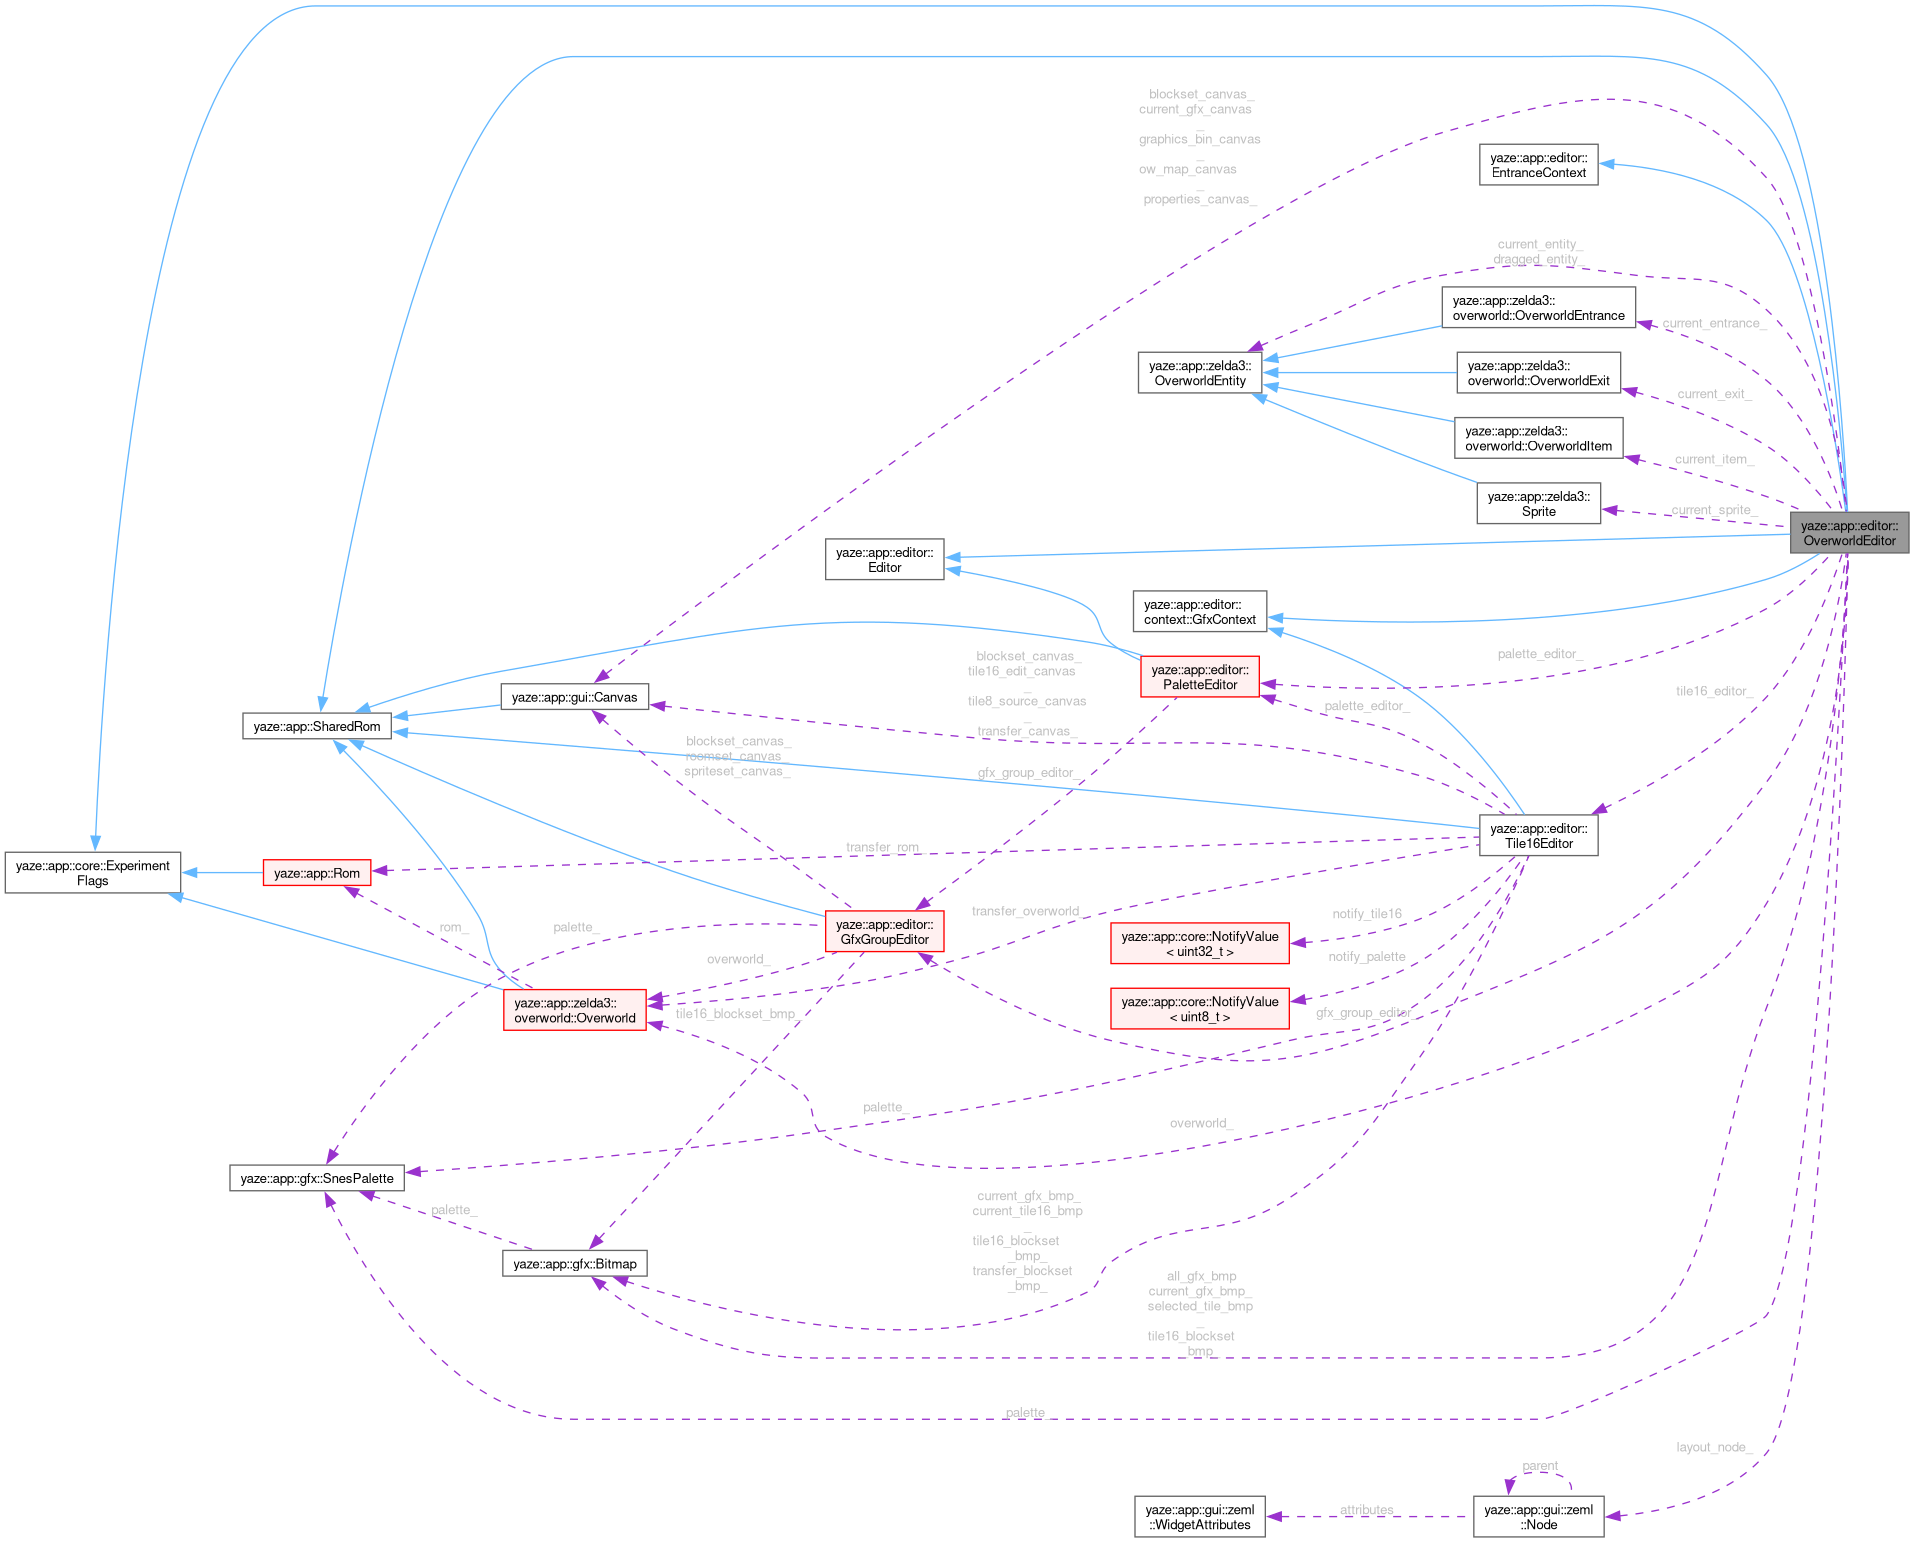 blockset_canvas_
current_gfx_canvas
_
graphics_bin_canvas
_
ow_map_canvas
_
properties_canvas_
yaze::app::editor::
EntranceContext
current_entity_
dragged_entity_
yaze::app::zelda3::
overworld::OverworldEntrance
current_entrance_
yaze::app::zelda3::
OverworldEntity
yaze::app::zelda3::
overworld::OverworldExit
current_exit_
yaze::app::zelda3::
overworld::OverworldItem
current_item_
yaze::app::zelda3::
Sprite
current_sprite_
yaze::app::editor::
OverworldEditor
yaze::app::editor::
Editor
yaze::app::editor::
context::GfxContext
yaze::app::editor::
PaletteEditor
palette_editor_
tile16_editor_
blockset_canvas_
tile16_edit_canvas
_
tile8_source_canvas
_
transfer_canvas_
yaze::app::gui::Canvas
yaze::app::SharedRom
palette_editor_
blockset_canvas_
roomset_canvas_
spriteset_canvas_
gfx_group_editor_
yaze::app::editor::
Tile16Editor
transfer_rom
yaze::app::core::Experiment
Flags
yaze::app::Rom
rom_
palette_
yaze::app::editor::
GfxGroupEditor
transfer_overworld
notify_tile16
yaze::app::core::NotifyValue
< uint32_t >
notify_palette
overworld_
yaze::app::zelda3::
overworld::Overworld
tile16_blockset_bmp_
yaze::app::core::NotifyValue
< uint8_t >
gfx_group_editor_
palette_
overworld_
yaze::app::gfx::SnesPalette
palette_
current_gfx_bmp_
current_tile16_bmp
_
tile16_blockset
_bmp_
transfer_blockset
_bmp_
yaze::app::gfx::Bitmap
all_gfx_bmp
current_gfx_bmp_
selected_tile_bmp
_
tile16_blockset
_bmp_
palette_
layout_node_
parent
yaze::app::gui::zeml
::WidgetAttributes
attributes
yaze::app::gui::zeml
::Node